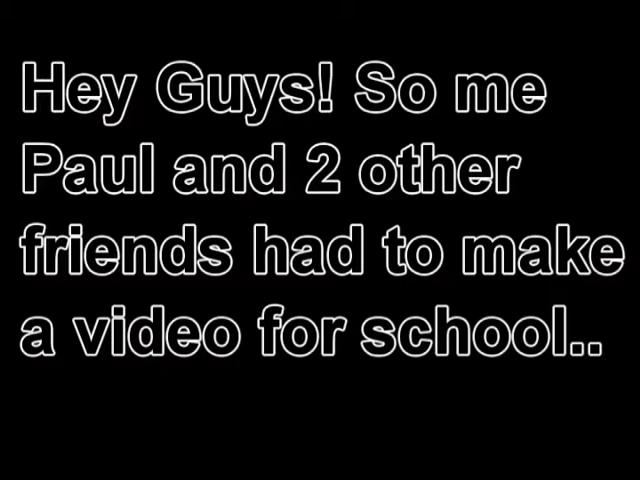 Hey Guys! So me
Paul and 2 other
friends had to make
a video for school..